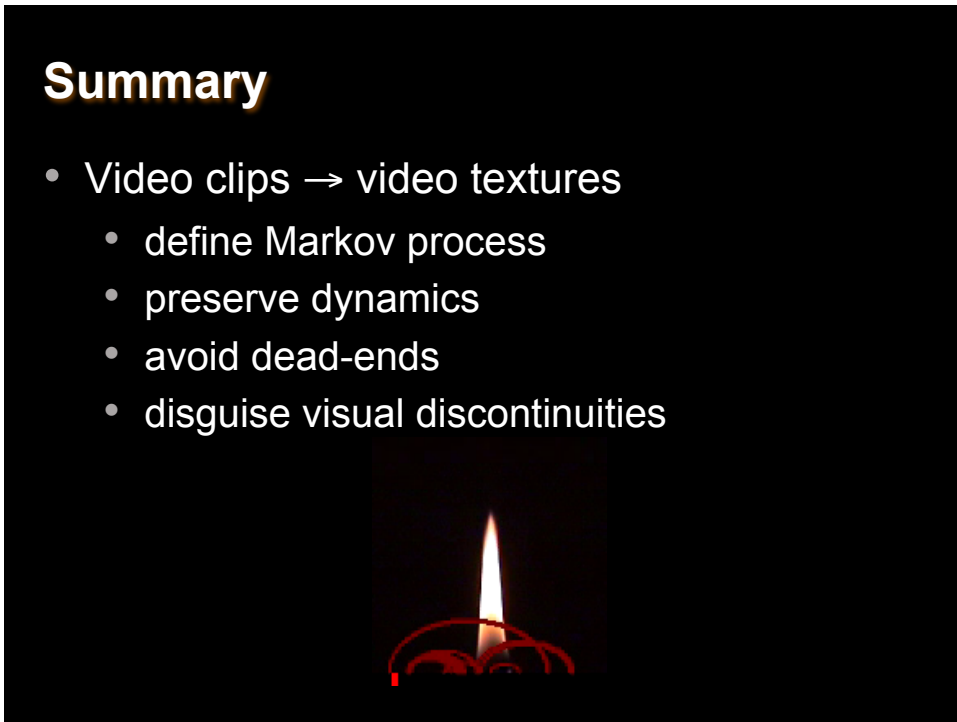 Summary
• Video clips → video textures
• define Markov process
• preserve dynamics
• avoid dead-ends
• disguise visual discontinuities